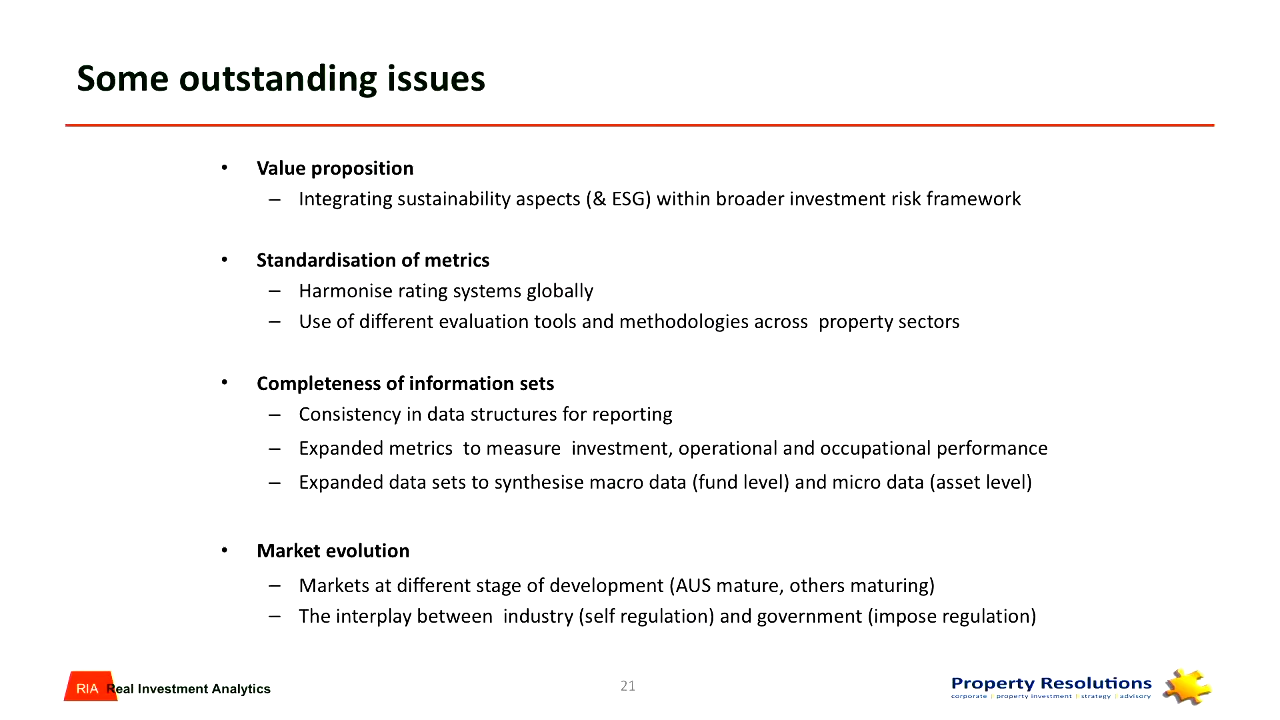 Some outstanding issues
• Value proposition
– Integrating sustainability aspects (& ESG) within broader investment risk framework
• Standardisation of metrics
– Harmonise rating systems globally
– Use of different evaluation tools and methodologies across property sectors
• Completeness of information sets
– Consistency in data structures for reporting
– Expanded metrics to measure investment, operational and occupational performance
– Expanded data sets to synthesise macro data (fund level) and micro data (asset level)
• Market evolution
– Markets at different stage of development (AUS mature, others maturing)
– The interplay between industry (self regulation) and government (impose regulation)
RIA Real Investment Analytics
21
Property Resolutions
corporate | property investment | strategy | advisory